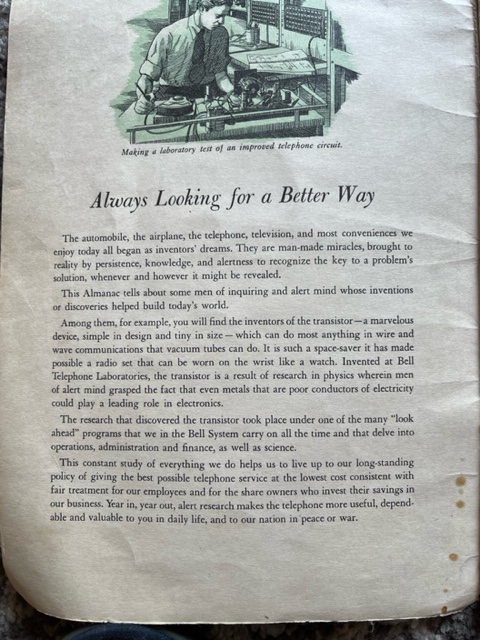 Making a laboratory test of an improved telephone circuit.
Always Looking for a Better Way
The automobile, the airplane, the telephone, television, and most conveniences we
enjoy today all began as inventors' dreams. They are man-made miracles, brought to
reality by persistence, knowledge, and alertness to recognize the key to a problem's
solution, whenever and however it might be revealed.
This Almanac tells about some men of inquiring and alert mind whose inventions
or discoveries helped build today's world.
Among them, for example, you will find the inventors of the transistor—a marvelous
device, simple in design and tiny in size—which can do most anything in wire and
wave communications that vacuum tubes can do. It is such a space-saver it has made
possible a radio set that can be worn on the wrist like a watch. Invented at Bell
Telephone Laboratories, the transistor is a result of research in physics wherein men
of alert mind grasped the fact that even metals that are poor conductors of electricity
could play a leading role in electronics.
The research that discovered the transistor took place under one of the many "look
ahead" programs that we in the Bell System carry on all the time and that delve into
operations, administration and finance, as well as science.
This constant study of everything we do helps us to live up to our long-standing
policy of giving the best possible telephone service at the lowest cost consistent with
fair treatment for our employees and for the share owners who invest their savings in
our business. Year in, year out, alert research makes the telephone more useful, depend-
able and valuable to you in daily life, and to our nation in peace or war.